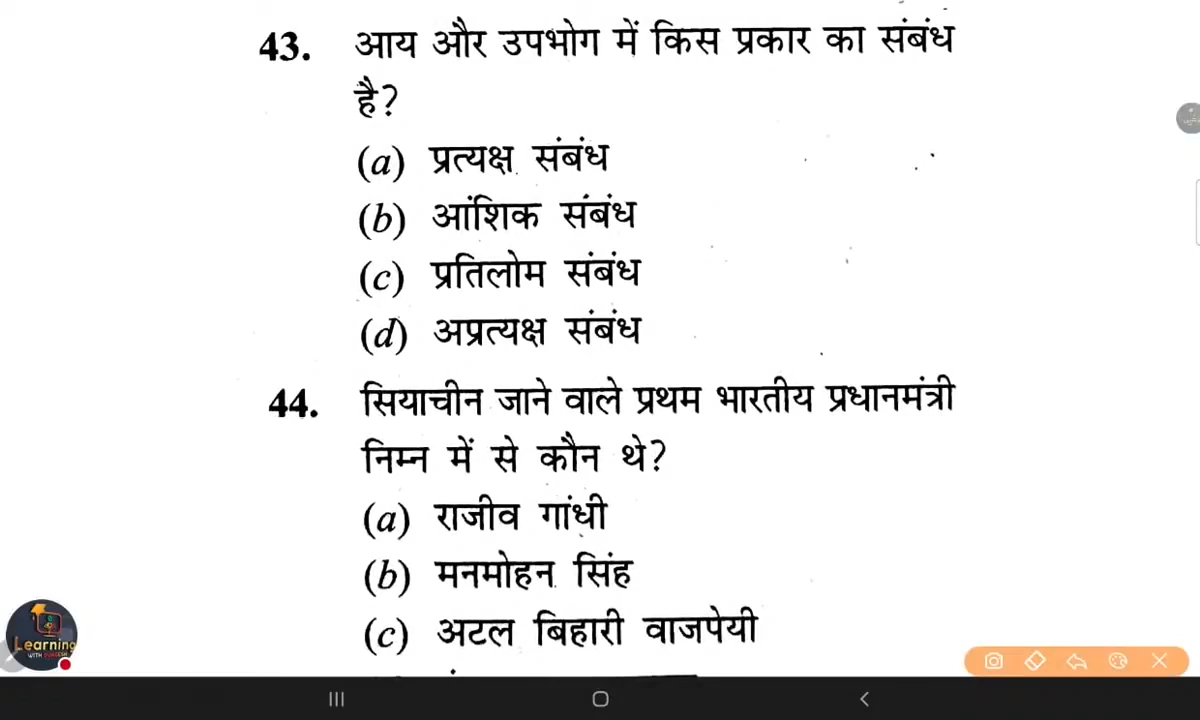 43. आय और उपभोग में किस प्रकार का संबंध
है?
(a) प्रत्यक्ष संबंध
(b) आंशिक संबंध
(c) प्रतिलोम संबंध
(d) अप्रत्यक्ष संबंध
44. सियाचीन जाने वाले प्रथम भारतीय प्रधानमंत्री
निम्न में से कौन थे?
(a) राजीव गांधी
(b) मनमोहन सिंह
(c) अटल बिहारी वाजपेयी
Learning
WITH